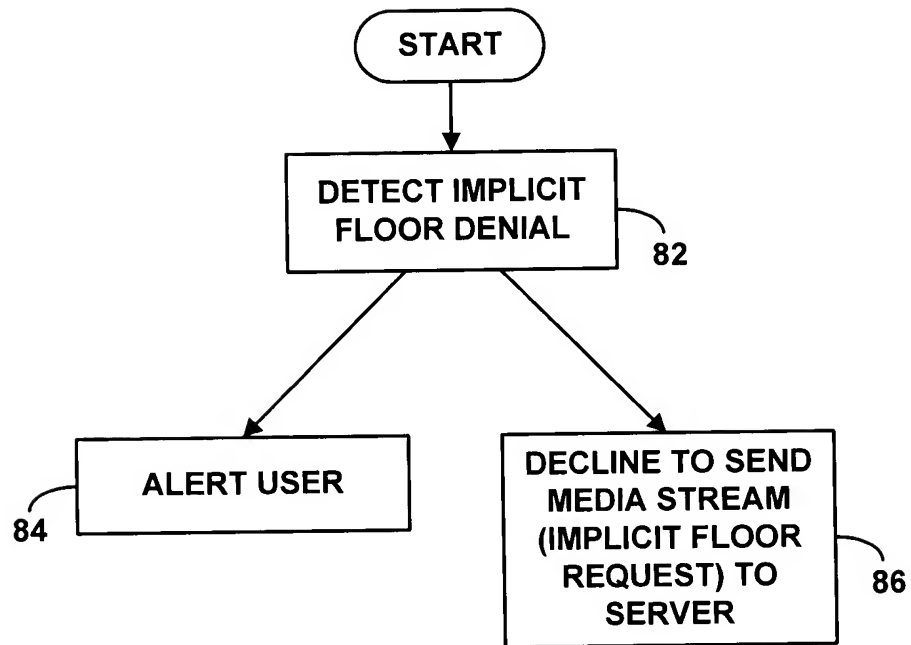 START
DETECT IMPLICIT
FLOOR DENIAL
82
ALERT USER
84
DECLINE TO SEND
MEDIA STREAM
(IMPLICIT FLOOR
REQUEST) TO
SERVER
86